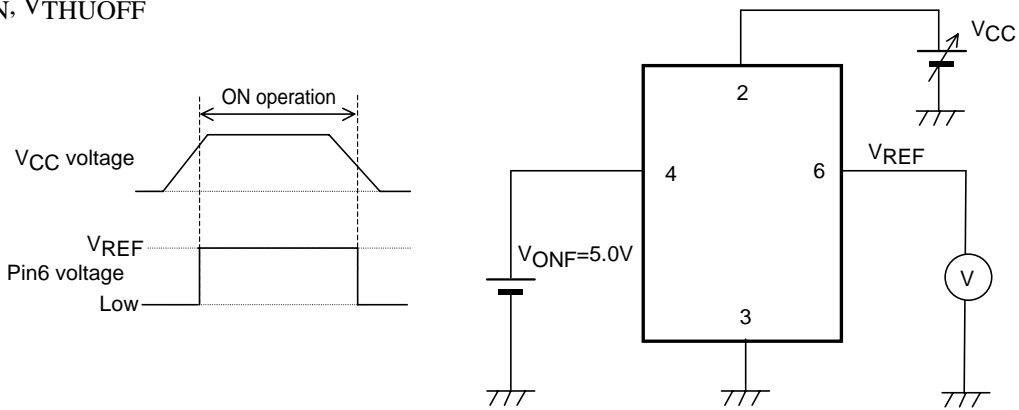 VTHUOFF
ON operation
VCC voltage
VREF
Pin6 voltage
Low
VCC
2
VREF
4
6
VONF=5.0V
V
3